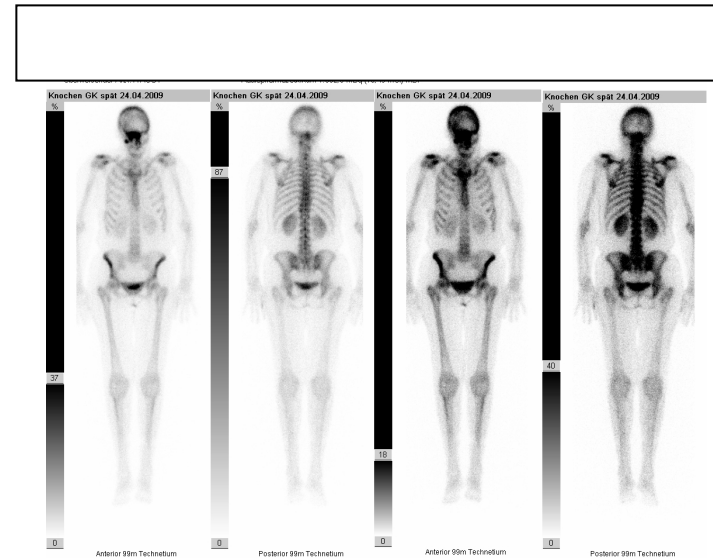 Knochen GK spät 24.04.2009
%
37
0
Anterior 99m Technetium
Knochen GK spät 24.04.2009
%
87
0
Posterior 99m Technetium
Knochen GK spät 24.04.2009
%
18
0
Anterior 99m Technetium
Knochen GK spät 24.04.2009
%
40
0
Posterior 99m Technetium